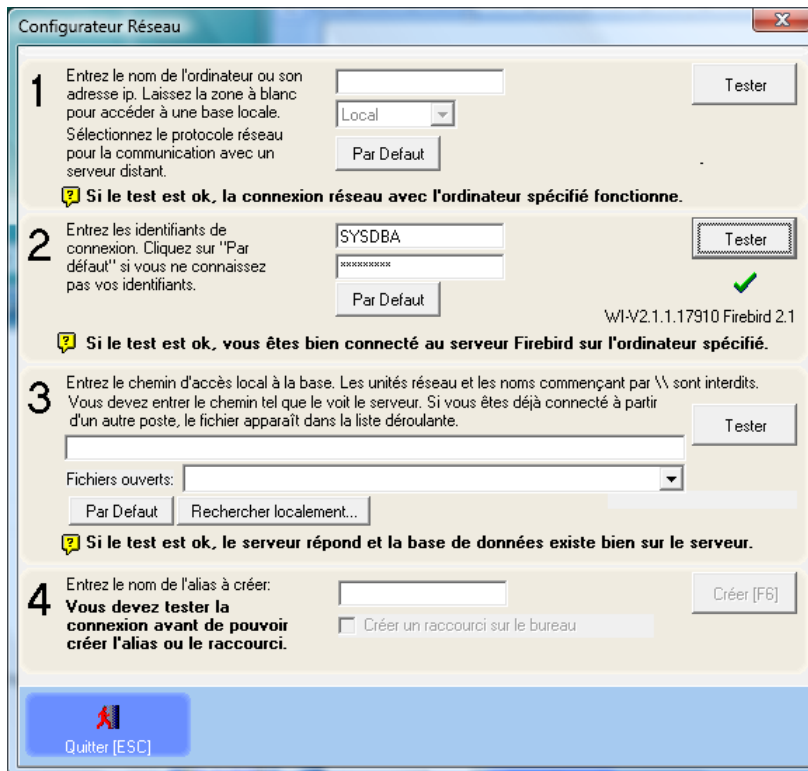 Configurateur Réseau
1
Entrez le nom de l'ordinateur ou son
adresse ip. Laissez la zone à blanc
pour accéder à une base locale.
Sélectionnez le protocole réseau
pour la communication avec un
serveur distant.
Local
Par Defaut
Tester
Si le test est ok, la connexion réseau avec l'ordinateur spécifié fonctionne.
2
Entrez les identifiants de
connexion. Cliquez sur "Par
défaut" si vous ne connaissez
pas vos identifiants.
SYSDBA
*********
Par Defaut
Tester
WI-V2.1.1.17910 Firebird 2.1
Si le test est ok, vous êtes bien connecté au serveur Firebird sur l'ordinateur spécifié.
3
Entrez le chemin d'accès local à la base. Les unités réseau et les noms commençant par \\ sont interdits.
Vous devez entrer le chemin tel que le voit le serveur. Si vous êtes déjà connecté à partir
d'un autre poste, le fichier apparaît dans la liste déroulante.
Tester
Fichiers ouverts:
Par Defaut
Rechercher localement...
Si le test est ok, le serveur répond et la base de données existe bien sur le serveur.
4
Entrez le nom de l'alias à créer:
Vous devez tester la
connexion avant de pouvoir
créer l'alias ou le raccourci.
Créer un raccourci sur le bureau
Créer [F6]
Quitter [ESC]